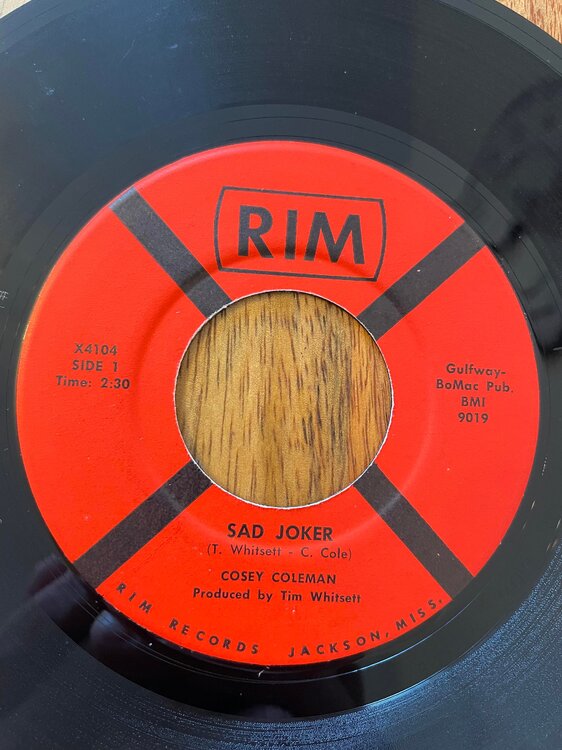 RIM
X4104
SIDE 1
Time: 2:30
Gulfway-
BoMac Pub.
BMI
9019
SAD JOKER
(T. Whitsett - C. Cole)
COSEY COLEMAN
Produced by Tim Whitsett
RIM RECORDS JACKSON, MISS.